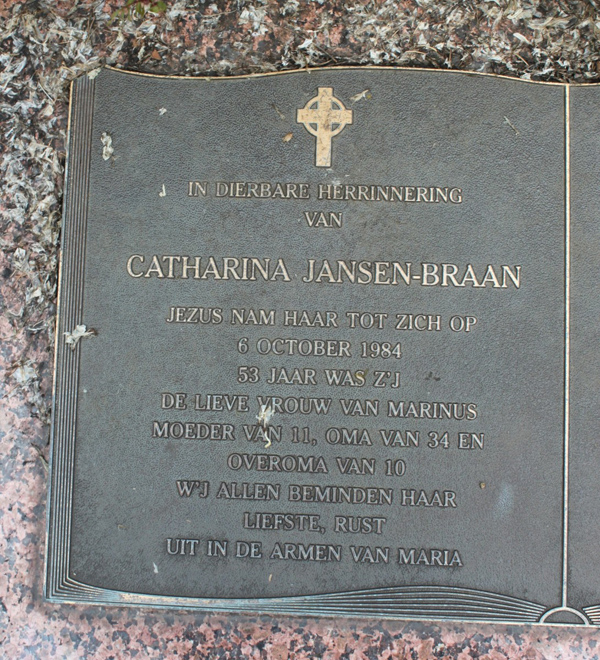 IN DIERBARE HERRINNERING
VAN
CATHARINA JANSEN-BRAAN
JEZUS NAM HAAR TOT ZICH OP
6 OCTOBER 1984
53 JAAR WAS Z'J
DE LIEVE VROUW VAN MARINUS
MOEDER VAN 11, OMA VAN 34 EN
OVEROMA VAN 10
W'J ALLEN BEMINDEN HAAR
LIEFSTE, RUST
UIT IN DE ARMEN VAN MARIA